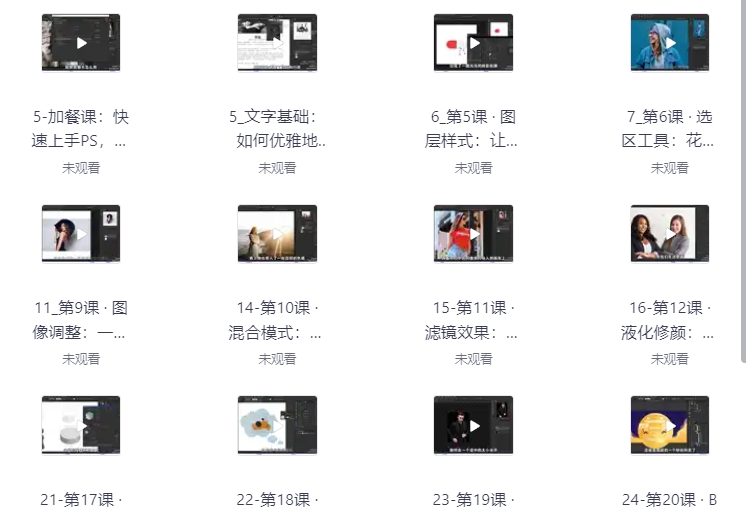 5-加餐课：快
速上手PS，...
未观看
5_文字基础：
如何优雅地..
未观看
6_第5课 · 图
层样式：让...
未观看
7_第6课 · 选
区工具：花...
未观看
11_第9课 · 图
像调整：一...
未观看
14-第10课 ·
混合模式：...
未观看
15-第11课 ·
滤镜效果：...
未观看
16-第12课 ·
液化修颜：...
未观看
21-第17课 ·
22-第18课 ·
23-第19课 ·
24-第20课 · B